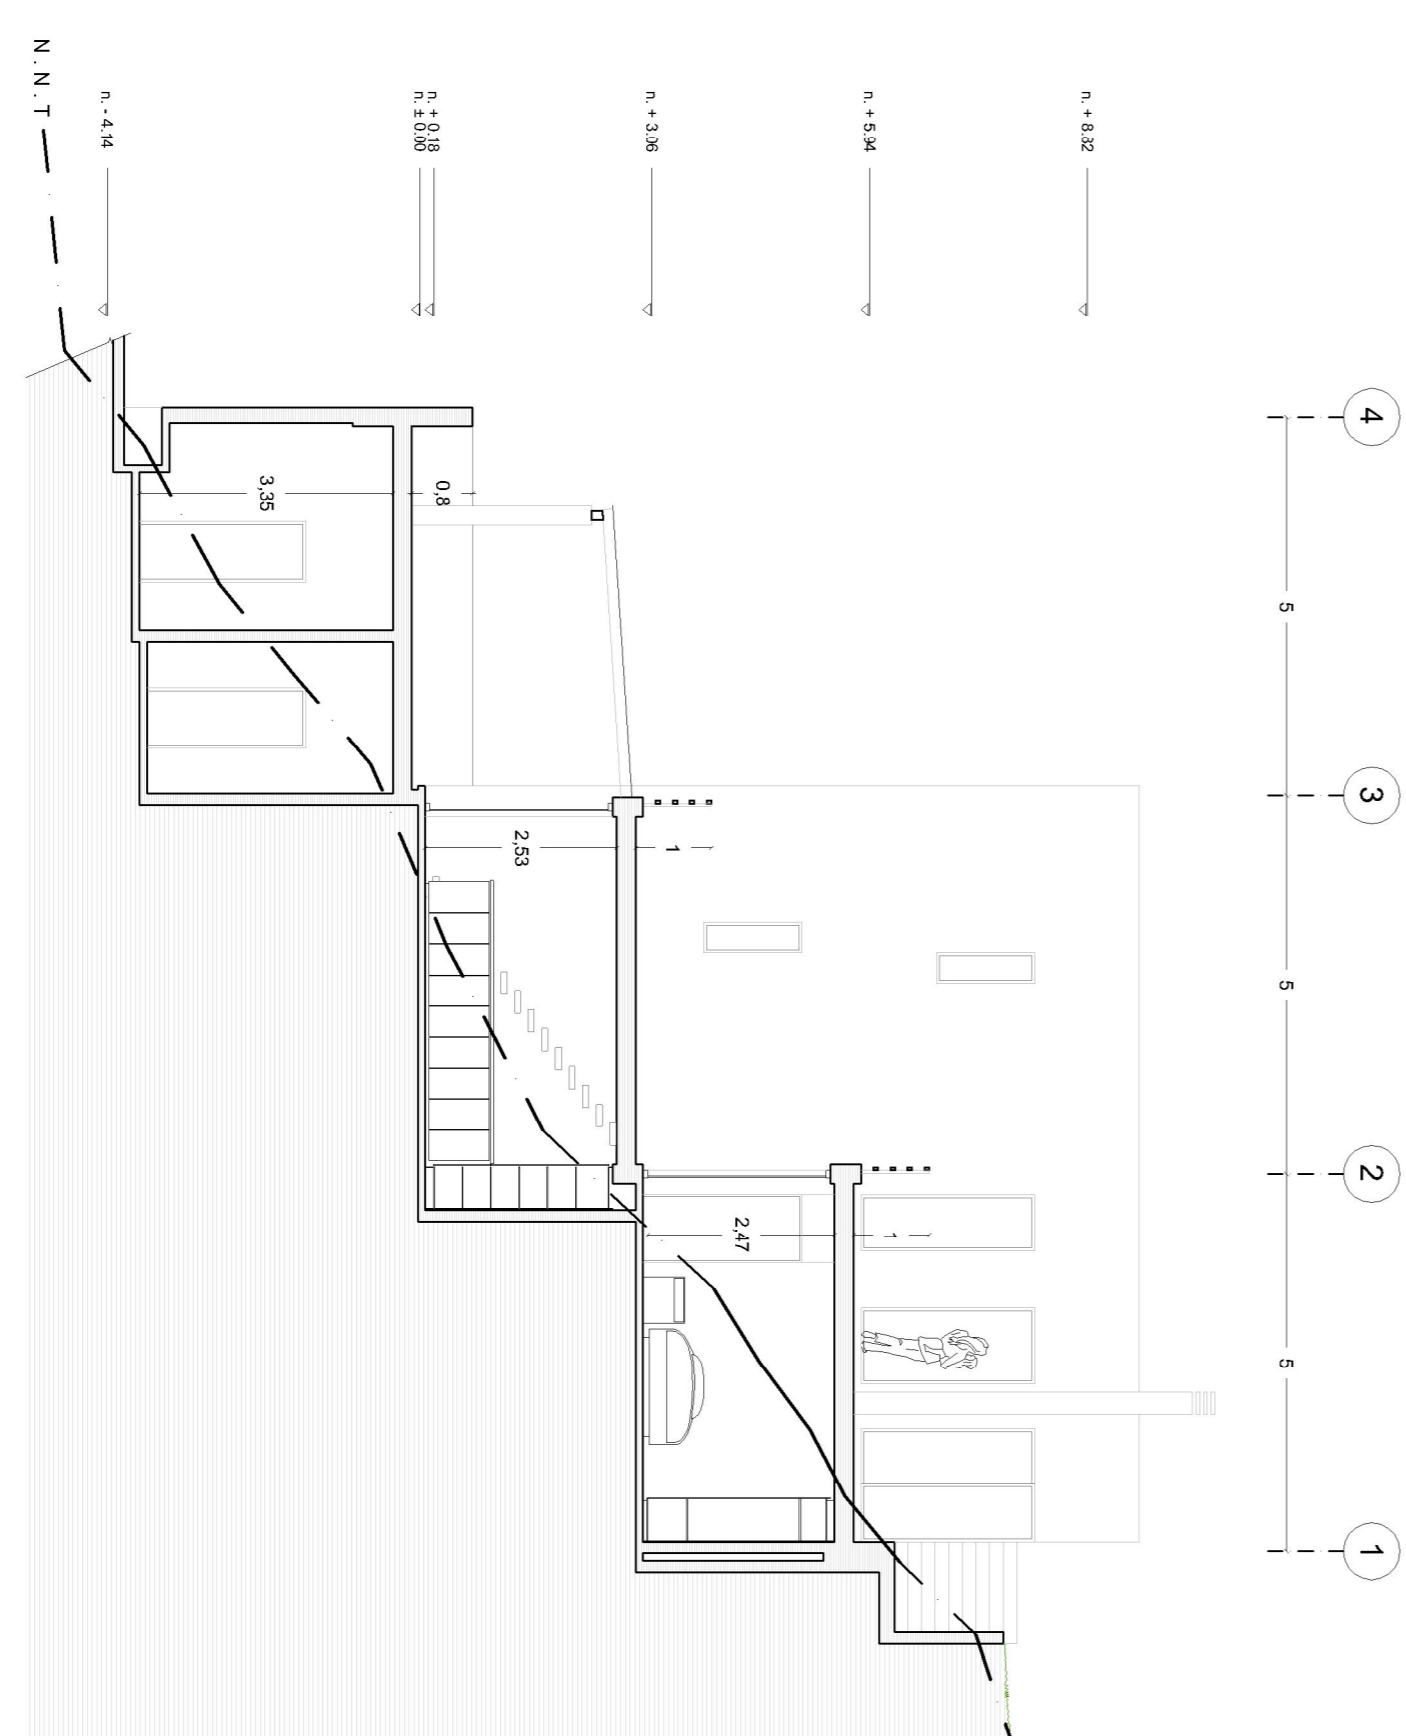 N.N.T
n. - 4.14
n. ± 0.00
n. + 0.18
n. + 3.06
n. + 5.94
n. + 8.82
4
3
2
1
5
5
5
3,35
0,8
2,53
1
2,47
1